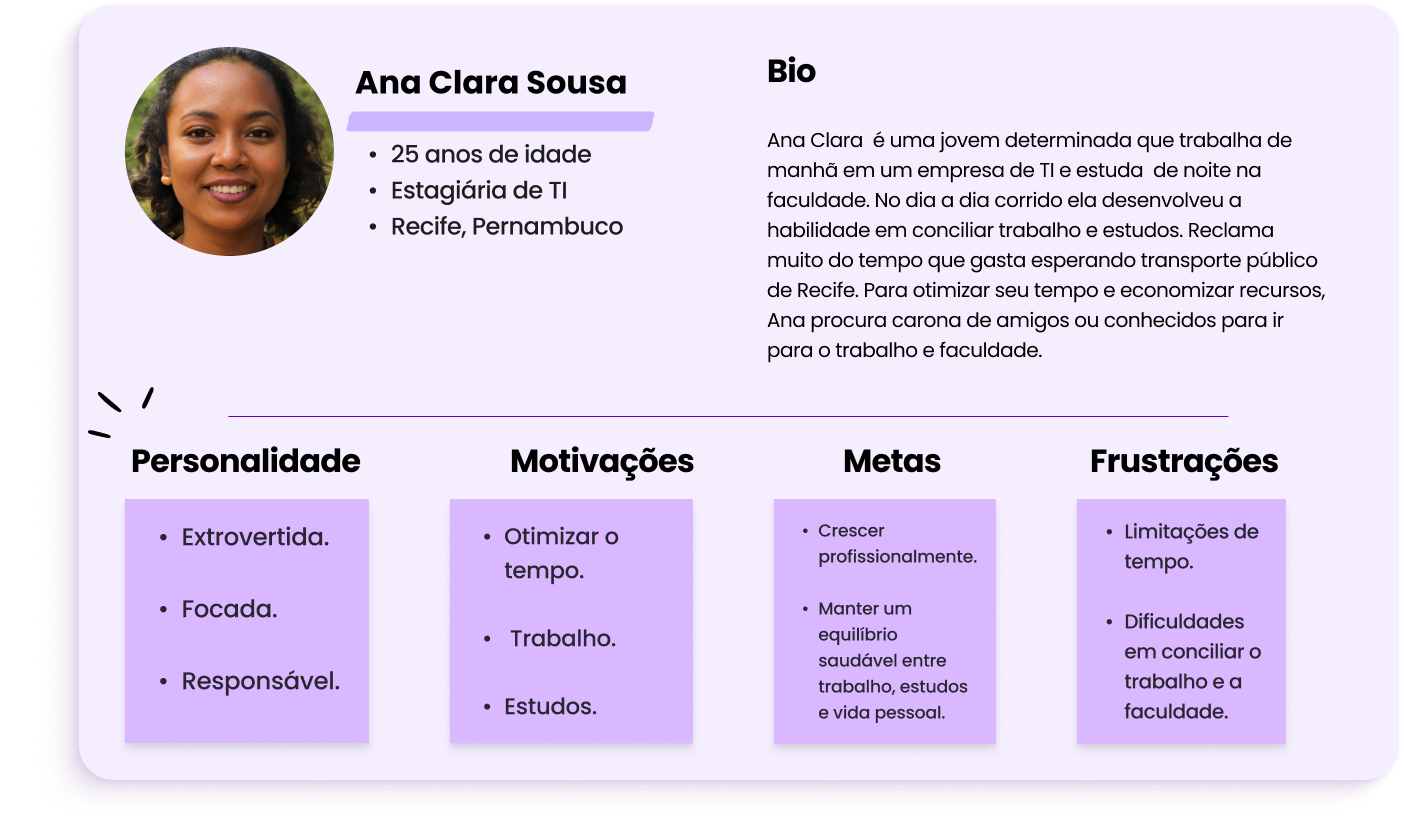 Ana Clara Sousa
• 25 anos de idade
• Estagiária de TI
• Recife, Pernambuco
Bio
Ana Clara  é uma jovem determinada que trabalha de
manhã em um empresa de TI e estuda  de noite na
faculdade. No dia a dia corrido ela desenvolveu a
habilidade em conciliar trabalho e estudos. Reclama
muito do tempo que gasta esperando transporte público
de Recife. Para otimizar seu tempo e economizar recursos,
Ana procura carona de amigos ou conhecidos para ir
para o trabalho e faculdade.
Personalidade
• Extrovertida.
• Focada.
• Responsável.
Motivações
• Otimizar o
tempo.
• Trabalho.
• Estudos.
Metas
• Crescer
profissionalmente.
• Manter um
equilíbrio
saudável entre
trabalho, estudos
e vida pessoal.
Frustrações
• Limitações de
tempo.
• Dificuldades
em conciliar o
trabalho e a
faculdade.